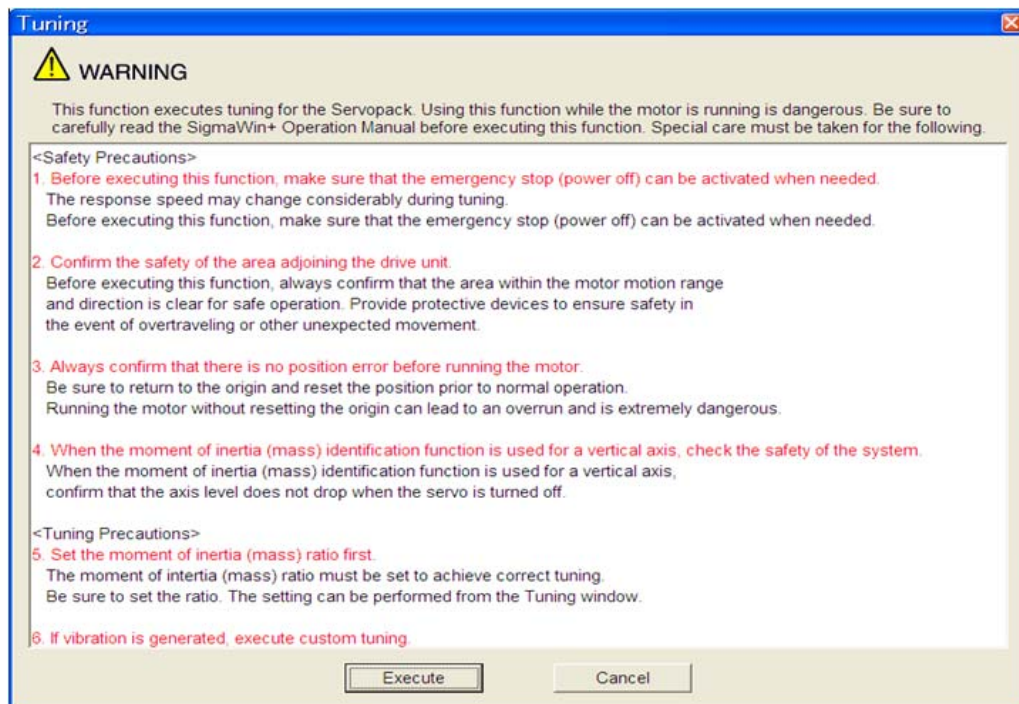 Tuning
WARNING
This function executes tuning for the Servopack. Using this function while the motor is running is dangerous. Be sure to
carefully read the SigmaWin+ Operation Manual before executing this function. Special care must be taken for the following.
<Safety Precautions>
1. Before executing this function, make sure that the emergency stop (power off) can be activated when needed.
The response speed may change considerably during tuning.
Before executing this function, make sure that the emergency stop (power off) can be activated when needed.
2. Confirm the safety of the area adjoining the drive unit.
Before executing this function, always confirm that the area within the motor motion range
and direction is clear for safe operation. Provide protective devices to ensure safety in
the event of overtraveling or other unexpected movement.
3. Always confirm that there is no position error before running the motor.
Be sure to return to the origin and reset the position prior to normal operation.
Running the motor without resetting the origin can lead to an overrun and is extremely dangerous.
4. When the moment of inertia (mass) identification function is used for a vertical axis, check the safety of the system.
When the moment of inertia (mass) identification function is used for a vertical axis,
confirm that the axis level does not drop when the servo is turned off.
<Tuning Precautions>
5. Set the moment of inertia (mass) ratio first.
The moment of intertia (mass) ratio must be set to achieve correct tuning.
Be sure to set the ratio. The setting can be performed from the Tuning window.
6. If vibration is generated, execute custom tuning.
Execute
Cancel